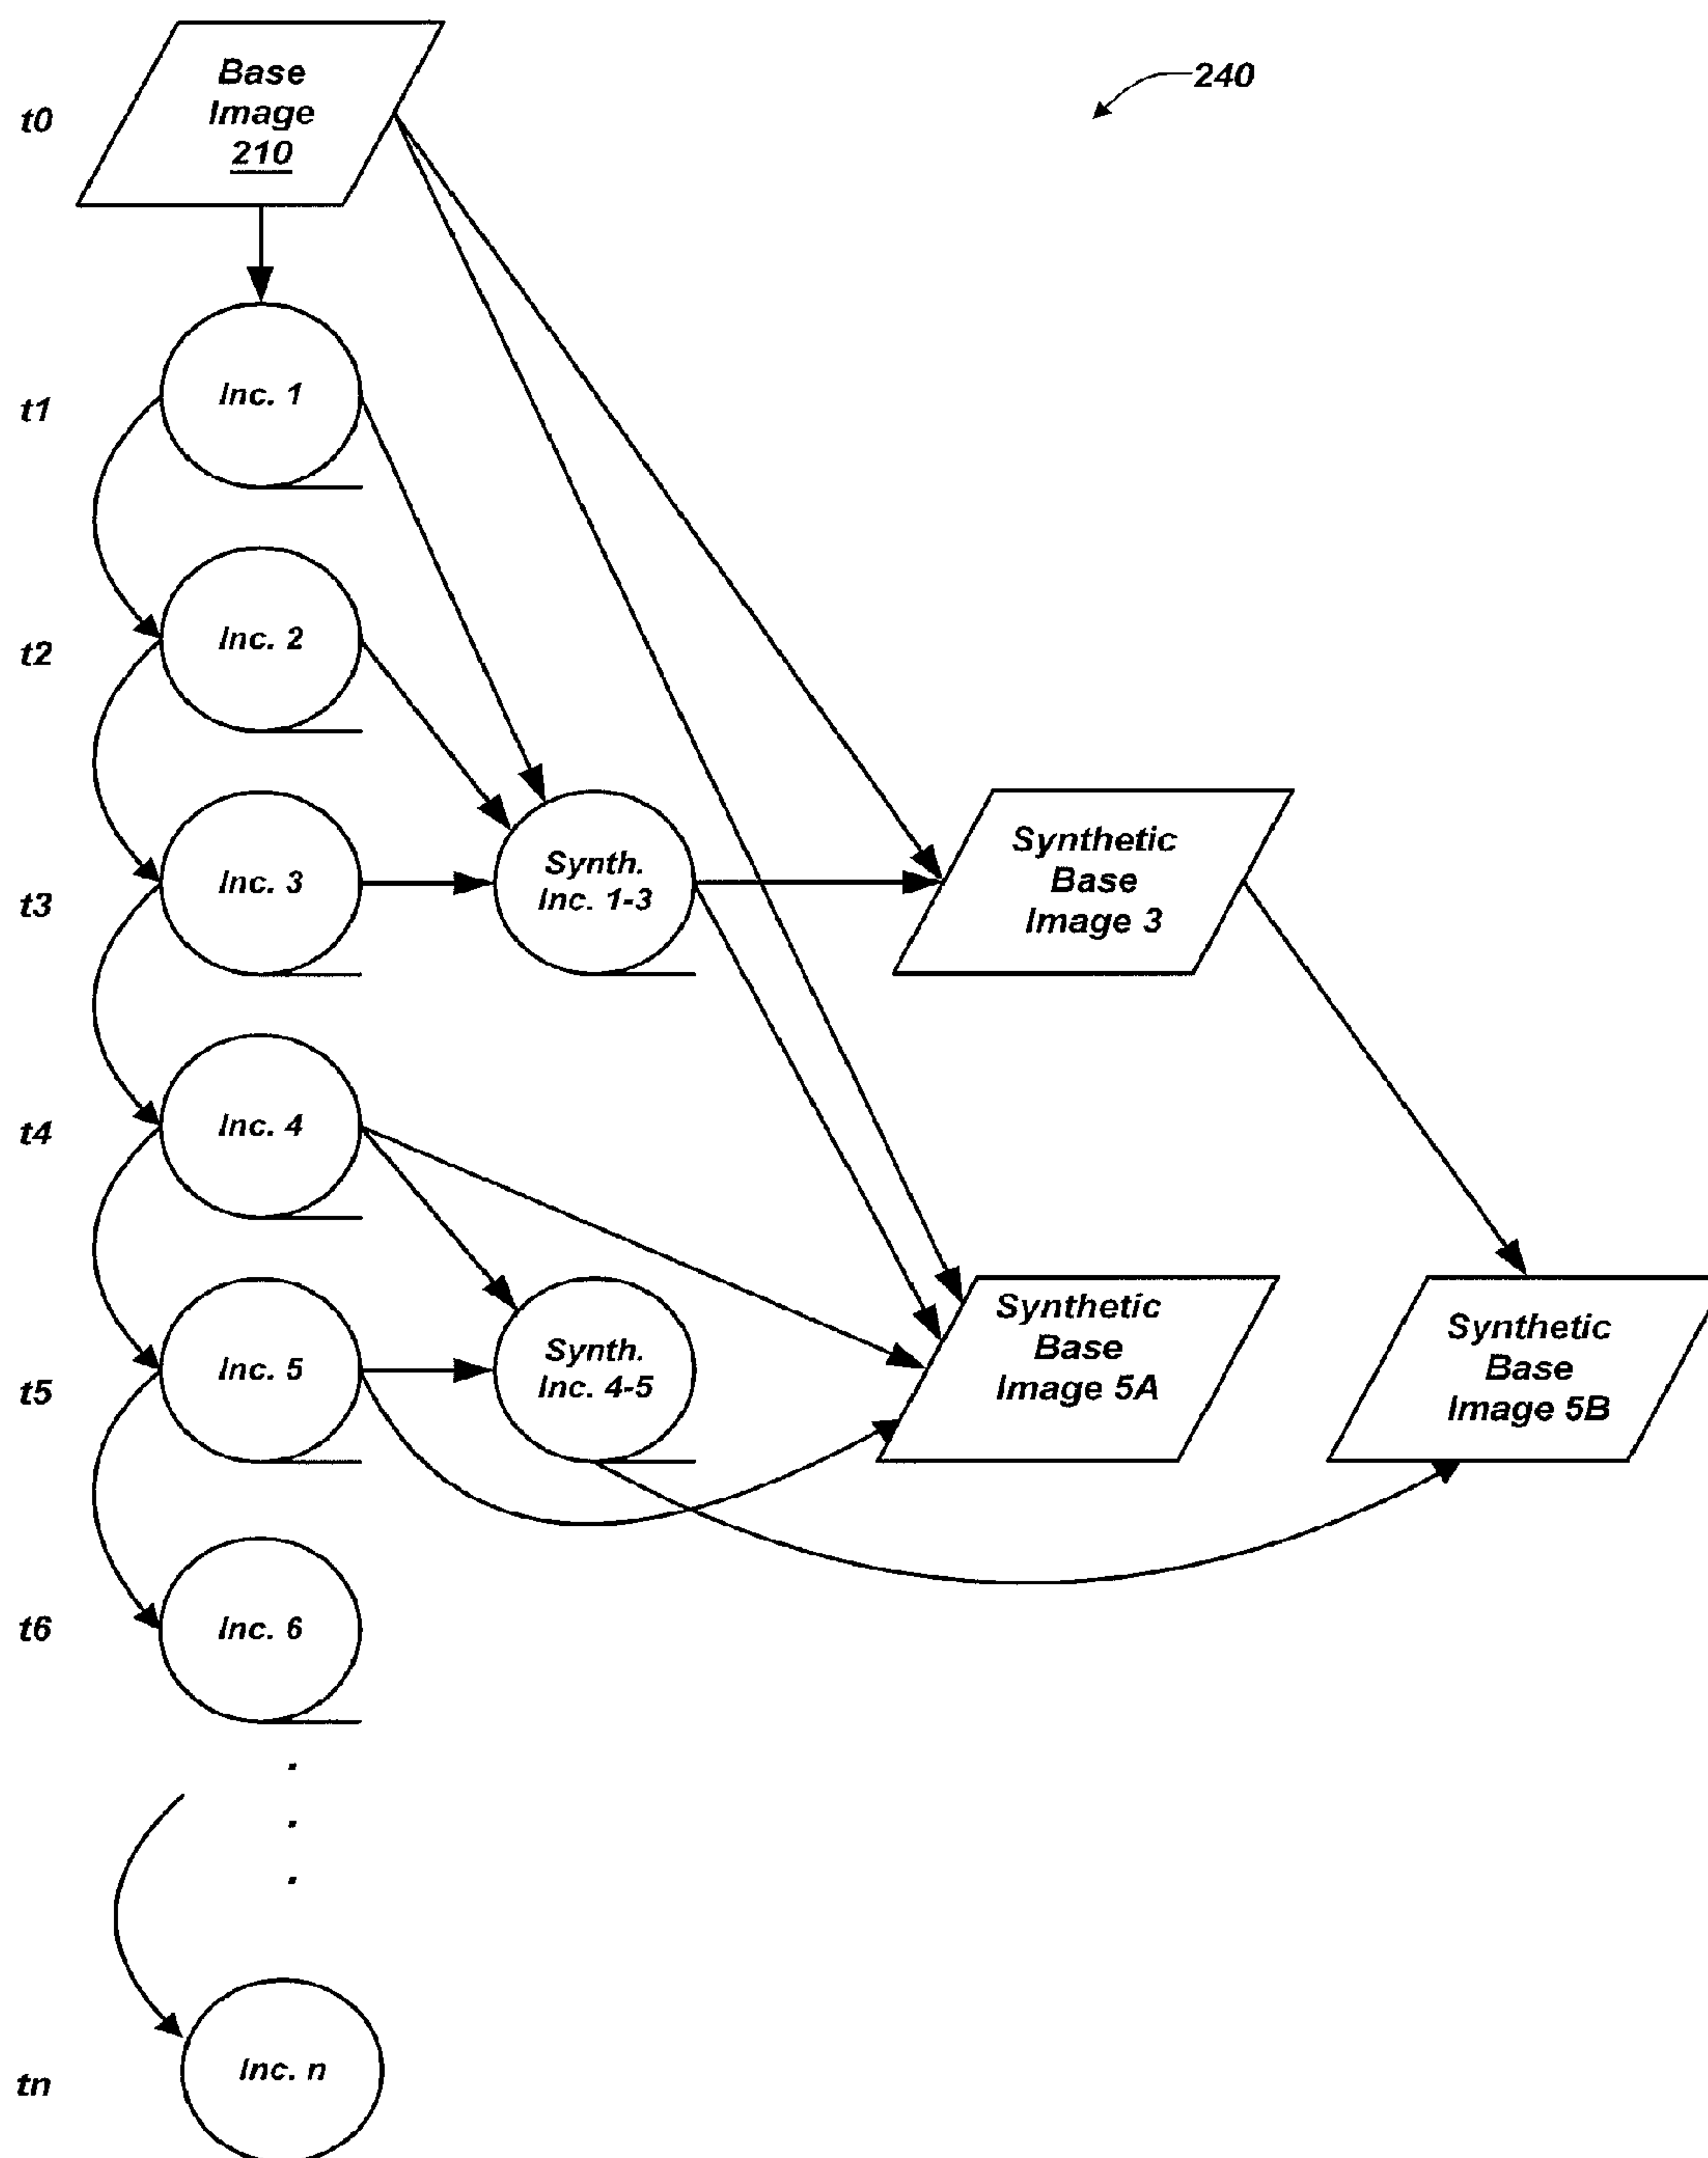 Base
Image
210
240
t0
Inc. 1
t1
Inc. 2
t2
Inc. 3
Synth.
Inc. 1-3
Synthetic
Base
Image 3
t3
Inc. 4
t4
Inc. 5
Synth.
Inc. 4-5
Synthetic
Base
Image 5A
Synthetic
Base
Image 5B
t5
Inc. 6
t6
.
.
.
Inc. n
tn